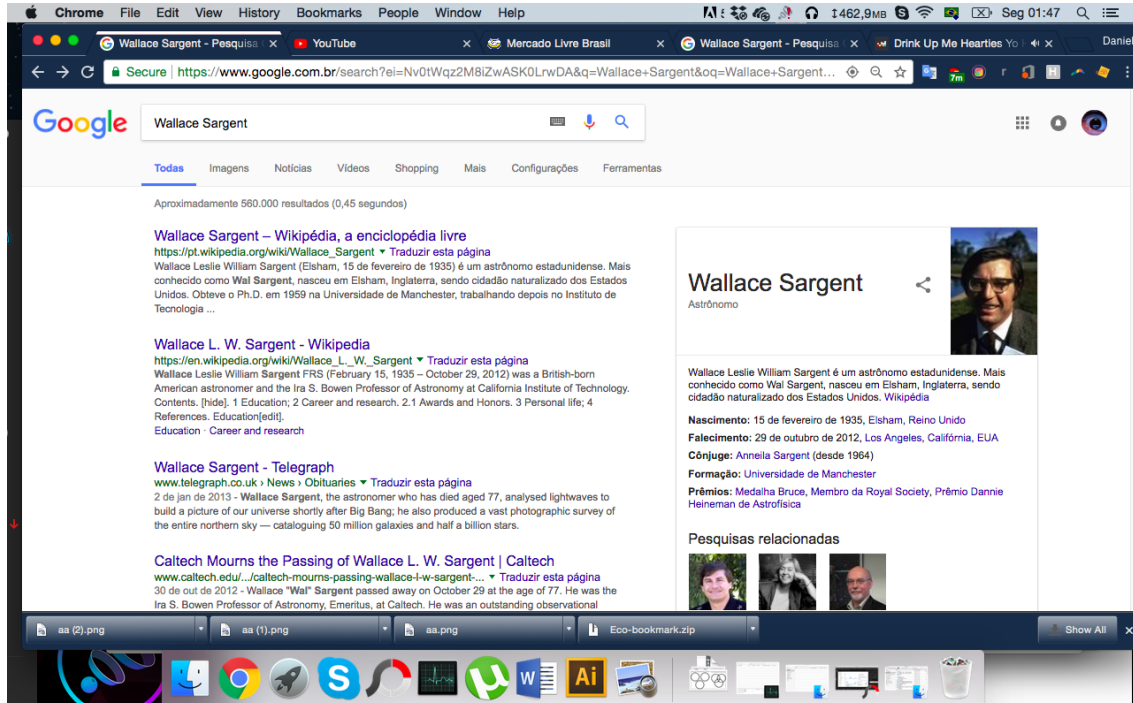 Chrome File Edit View History Bookmarks People Window Help 462,9MB Seg 01:47
Wallace Sargent - Pesquisa YouTube Mercado Livre Brasil Wallace Sargent - Pesquisa Drink Up Me Hearties Yo Daniel
Secure | https://www.google.com.br/search?ei=Nv0tWqz2M8iZwASK0LrwDA&q=Wallace+Sargent&oq=Wallace+Sargent... 7m
Google Wallace Sargent
Todas Imagens Notícias Vídeos Shopping Mais Configurações Ferramentas
Aproximadamente 560.000 resultados (0,45 segundos)
Wallace Sargent – Wikipédia, a enciclopédia livre
https://pt.wikipedia.org/wiki/Wallace_Sargent ▼ Traduzir esta página
Wallace Leslie William Sargent (Elsham, 15 de fevereiro de 1935) é um astrônomo estadunidense. Mais
conhecido como Wal Sargent, nasceu em Elsham, Inglaterra, sendo cidadão naturalizado dos Estados
Unidos. Obteve o Ph.D. em 1959 na Universidade de Manchester, trabalhando depois no Instituto de
Tecnologia ...
Wallace L. W. Sargent - Wikipedia
https://en.wikipedia.org/wiki/Wallace_L._W._Sargent ▼ Traduzir esta página
Wallace Leslie William Sargent FRS (February 15, 1935 – October 29, 2012) was a British-born
American astronomer and the Ira S. Bowen Professor of Astronomy at California Institute of Technology.
Contents. [hide]. 1 Education; 2 Career and research. 2.1 Awards and Honors. 3 Personal life; 4
References. Education[edit].
Education · Career and research
Wallace Sargent - Telegraph
www.telegraph.co.uk › News › Obituaries ▼ Traduzir esta página
2 de jan de 2013 - Wallace Sargent, the astronomer who has died aged 77, analysed lightwaves to
build a picture of our universe shortly after Big Bang; he also produced a vast photographic survey of
the entire northern sky — cataloguing 50 million galaxies and half a billion stars.
Caltech Mourns the Passing of Wallace L. W. Sargent | Caltech
www.caltech.edu/.../caltech-mourns-passing-wallace-l-w-sargent-... ▼ Traduzir esta página
30 de out de 2012 - Wallace "Wal" Sargent passed away on October 29 at the age of 77. He was the
Ira S. Bowen Professor of Astronomy, Emeritus, at Caltech. He was an outstanding observational
Wallace Sargent
Astrônomo
Wallace Leslie William Sargent é um astrônomo estadunidense. Mais
conhecido como Wal Sargent, nasceu em Elsham, Inglaterra, sendo
cidadão naturalizado dos Estados Unidos. Wikipédia
Nascimento: 15 de fevereiro de 1935, Elsham, Reino Unido
Falecimento: 29 de outubro de 2012, Los Angeles, Califórnia, EUA
Cônjuge: Anneila Sargent (desde 1964)
Formação: Universidade de Manchester
Prêmios: Medalha Bruce, Membro da Royal Society, Prêmio Dannie
Heineman de Astrofísica
Pesquisas relacionadas
aa (2).png aa (1).png aa.png Eco-bookmark.zip Show All
S W Ai